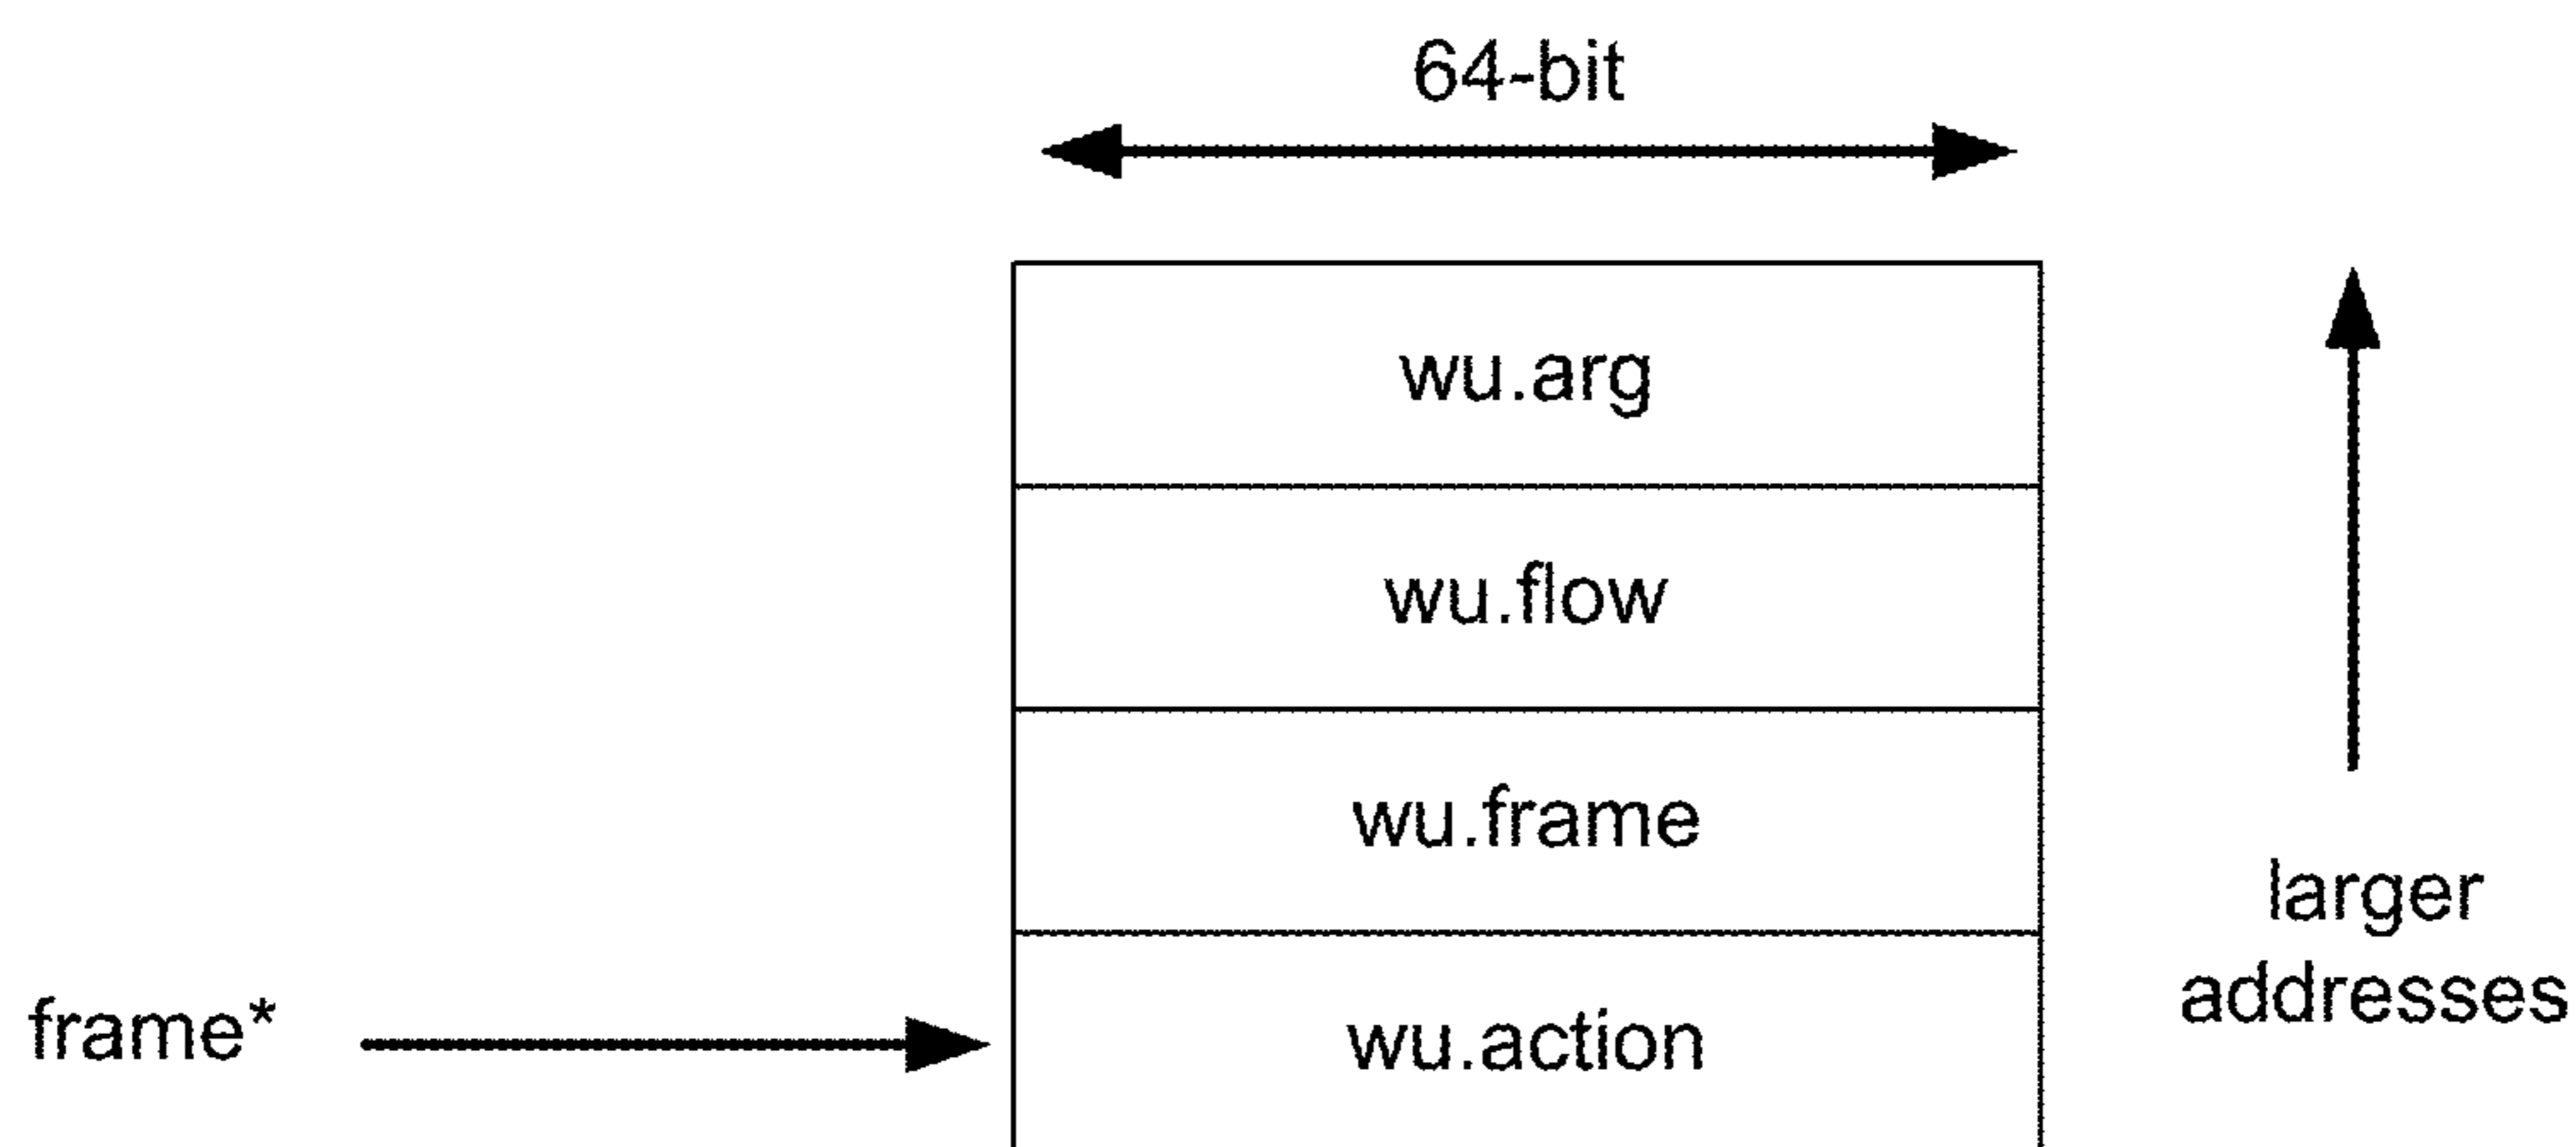 64-bit
wu.arg
wu.flow
wu.frame
wu.action
frame*
larger
addresses